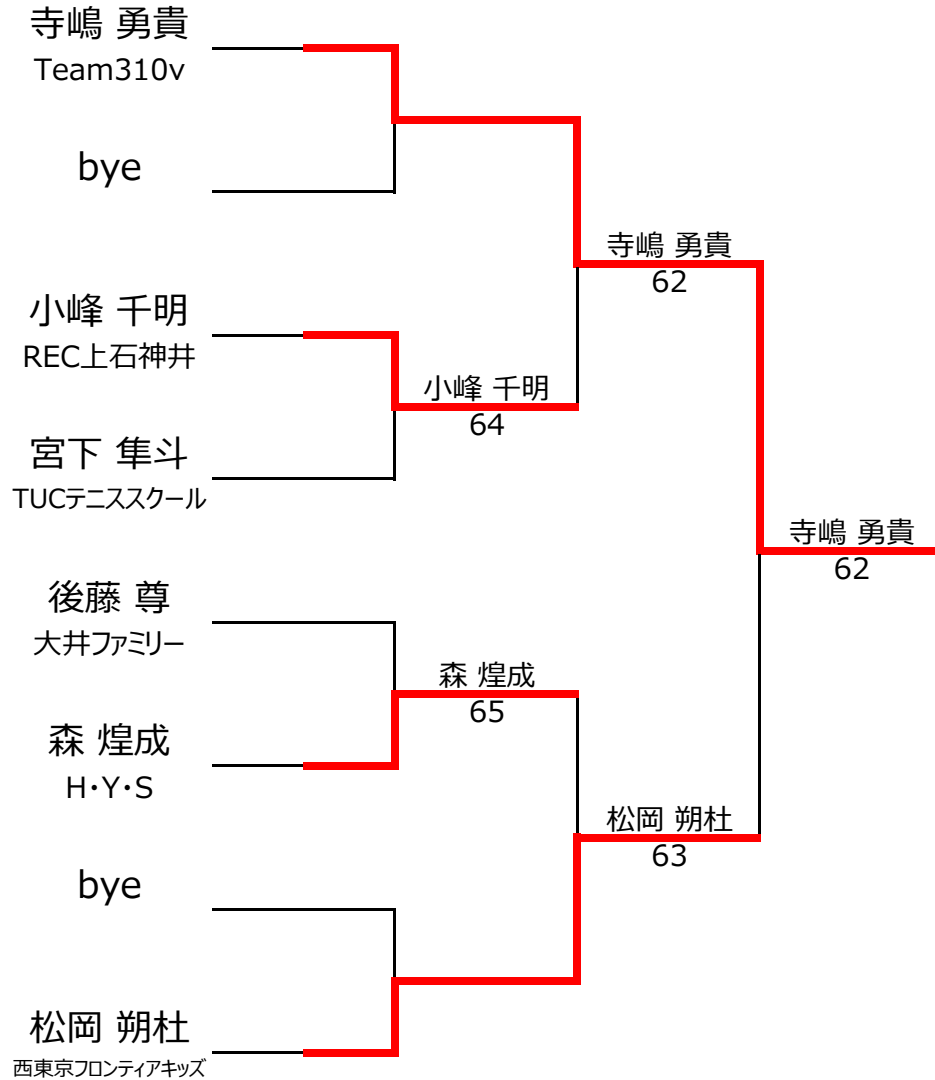 寺嶋 勇貴
Team310v
bye
寺嶋 勇貴
62
小峰 千明
REC上石神井
小峰 千明
64
宮下 隼斗
TUCテニススクール
寺嶋 勇貴
62
後藤 尊
大井ファミリー
森 煌成
65
森 煌成
H・Y・S
松岡 朔杜
63
bye
松岡 朔杜
西東京フロンティアキッズ